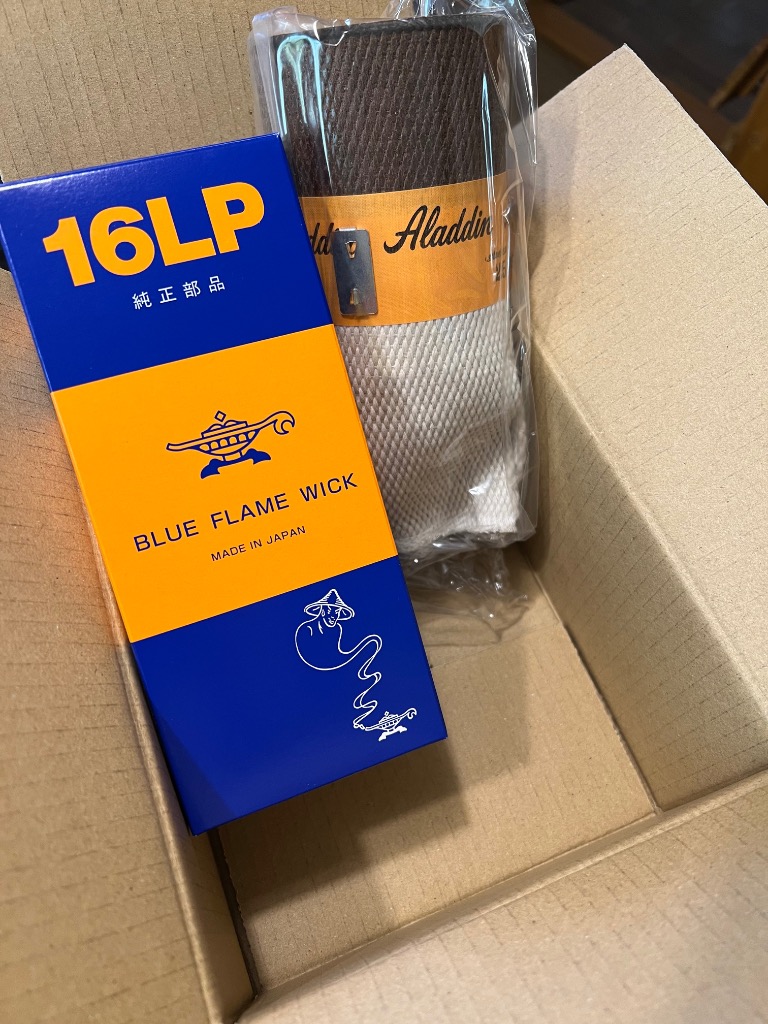 16LP
純正部品
BLUE FLAME WICK
MADE IN JAPAN
Aladdin